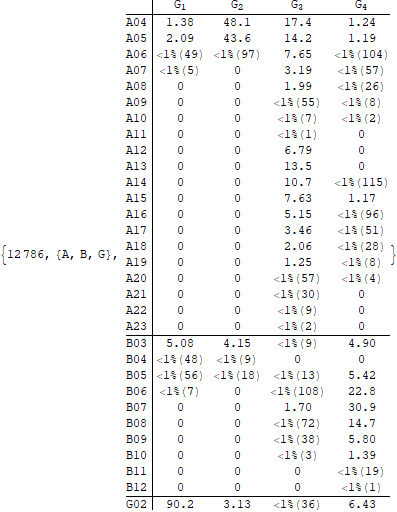 G1 G2 G3 G4
A04 1.38 48.1 17.4 1.24
A05 2.09 43.6 14.2 1.19
A06 <1%(49) <1%(97) 7.65 <1%(104)
A07 <1%(5) 0 3.19 <1%(57)
A08 0 0 1.99 <1%(26)
A09 0 0 <1%(55) <1%(8)
A10 0 0 <1%(7) <1%(2)
A11 0 0 <1%(1) 0
A12 0 0 6.79 0
A13 0 0 13.5 0
A14 0 0 10.7 <1%(115)
A15 0 0 7.63 1.17
A16 0 0 5.15 <1%(96)
A17 0 0 3.46 <1%(51)
A18 0 0 2.06 <1%(28)
{12786, {A, B, G}, }
A19 0 0 1.25 <1%(8)
A20 0 0 <1%(57) <1%(4)
A21 0 0 <1%(30) 0
A22 0 0 <1%(9) 0
A23 0 0 <1%(2) 0
B03 5.08 4.15 <1%(9) 4.90
B04 <1%(48) <1%(9) 0 0
B05 <1%(56) <1%(18) <1%(13) 5.42
B06 <1%(7) 0 <1%(108) 22.8
B07 0 0 1.70 30.9
B08 0 0 <1%(72) 14.7
B09 0 0 <1%(38) 5.80
B10 0 0 <1%(3) 1.39
B11 0 0 0 <1%(19)
B12 0 0 0 <1%(1)
G02 90.2 3.13 <1%(36) 6.43